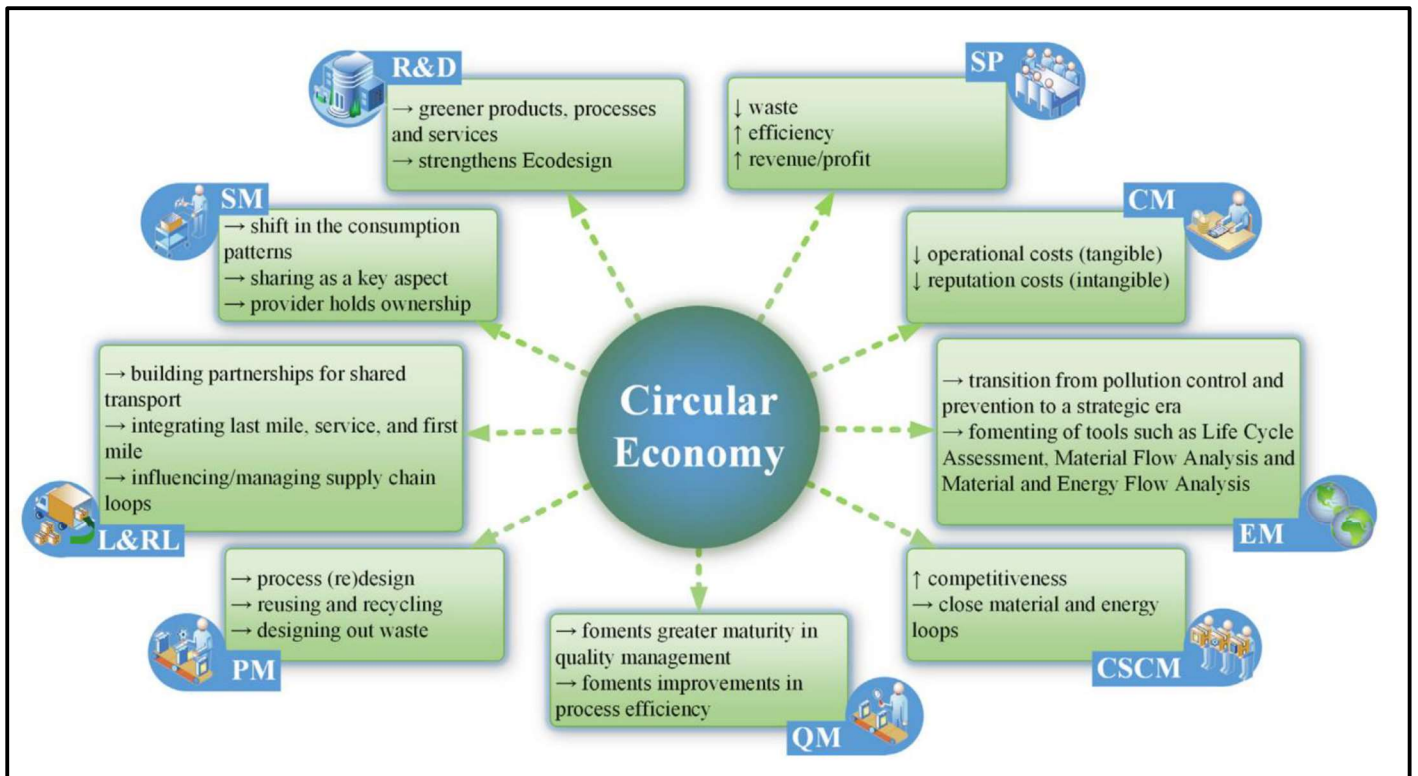 R&D
→ greener products, processes
and services
→ strengthens Ecodesign
SP
↓ waste
↑ efficiency
↑ revenue/profit
SM
→ shift in the consumption
patterns
→ sharing as a key aspect
→ provider holds ownership
CM
↓ operational costs (tangible)
↓ reputation costs (intangible)
→ building partnerships for shared
transport
→ integrating last mile, service, and first
mile
→ influencing/managing supply chain
loops
L&RL
Circular
Economy
→ transition from pollution control and
prevention to a strategic era
→ fomenting of tools such as Life Cycle
Assessment, Material Flow Analysis and
Material and Energy Flow Analysis
EM
→ process (re)design
→ reusing and recycling
→ designing out waste
PM
→ foments greater maturity in
quality management
→ foments improvements in
process efficiency
QM
↑ competitiveness
→ close material and energy
loops
CSCM